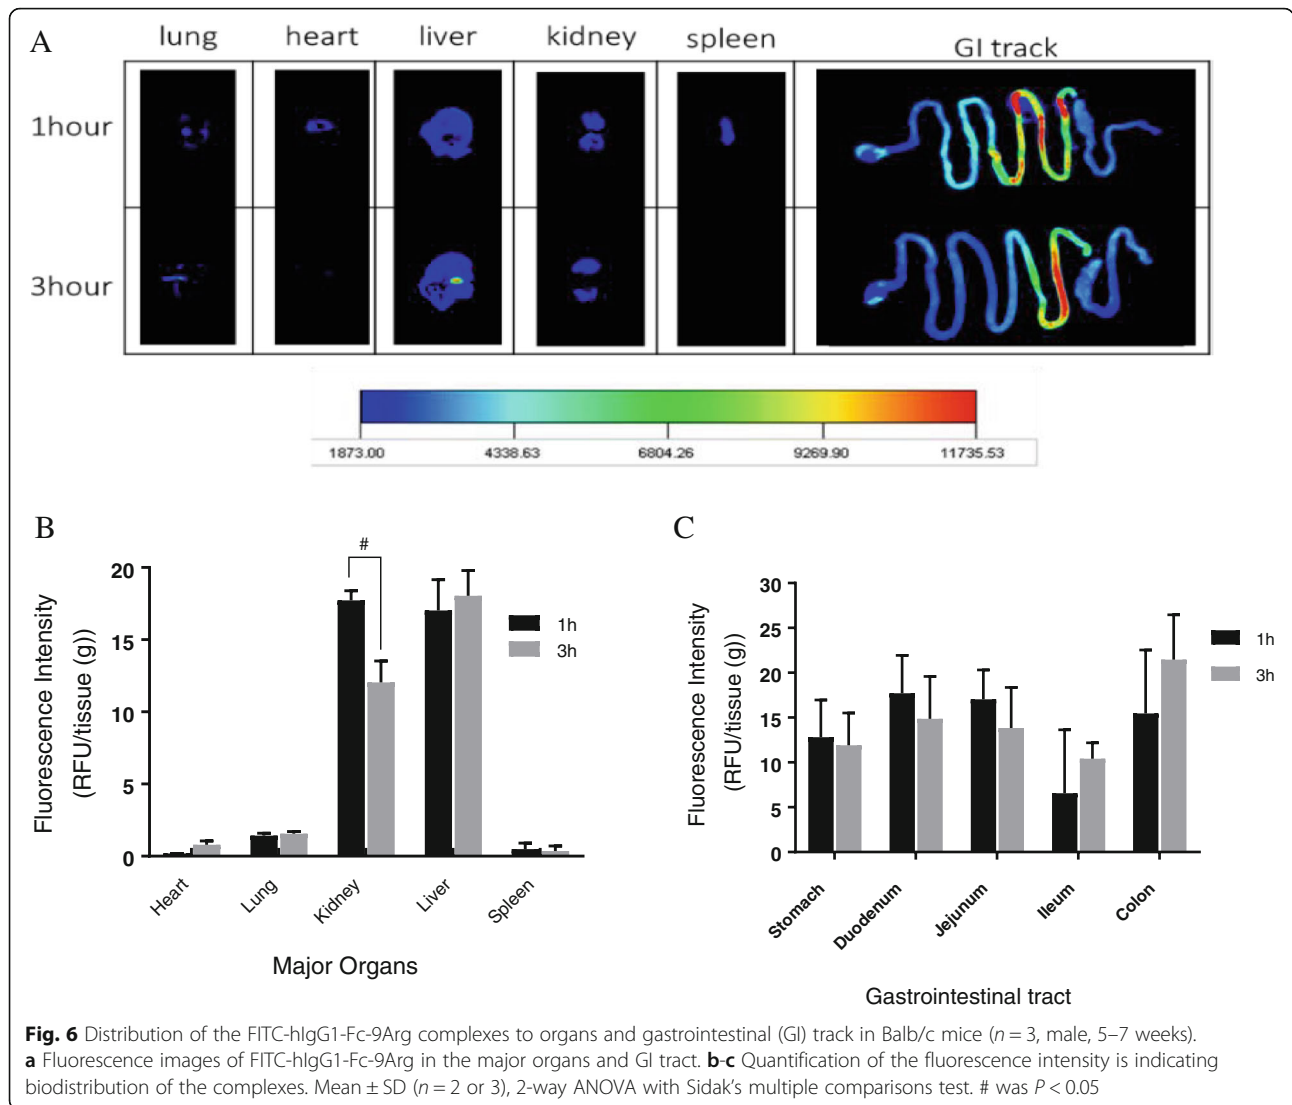 A
lung heart liver kidney spleen GI track
1hour
3hour
1873.00 4338.63 6804.26 9269.90 11735.53
B
#
Fluorescence Intensity
(RFU/tissue (g))
20
15
10
5
0
1h
3h
Heart Lung Kidney Liver Spleen
Major Organs
C
Fluorescence Intensity
(RFU/tissue (g))
30
25
20
15
10
5
0
1h
3h
Stomach Duodenum Jejunum Ileum Colon
Gastrointestinal tract
Fig. 6 Distribution of the FITC-hIgG1-Fc-9Arg complexes to organs and gastrointestinal (GI) track in Balb/c mice (n = 3, male, 5–7 weeks).
a Fluorescence images of FITC-hIgG1-Fc-9Arg in the major organs and GI tract. b-c Quantification of the fluorescence intensity is indicating
biodistribution of the complexes. Mean ± SD (n = 2 or 3), 2-way ANOVA with Sidak's multiple comparisons test. # was P < 0.05